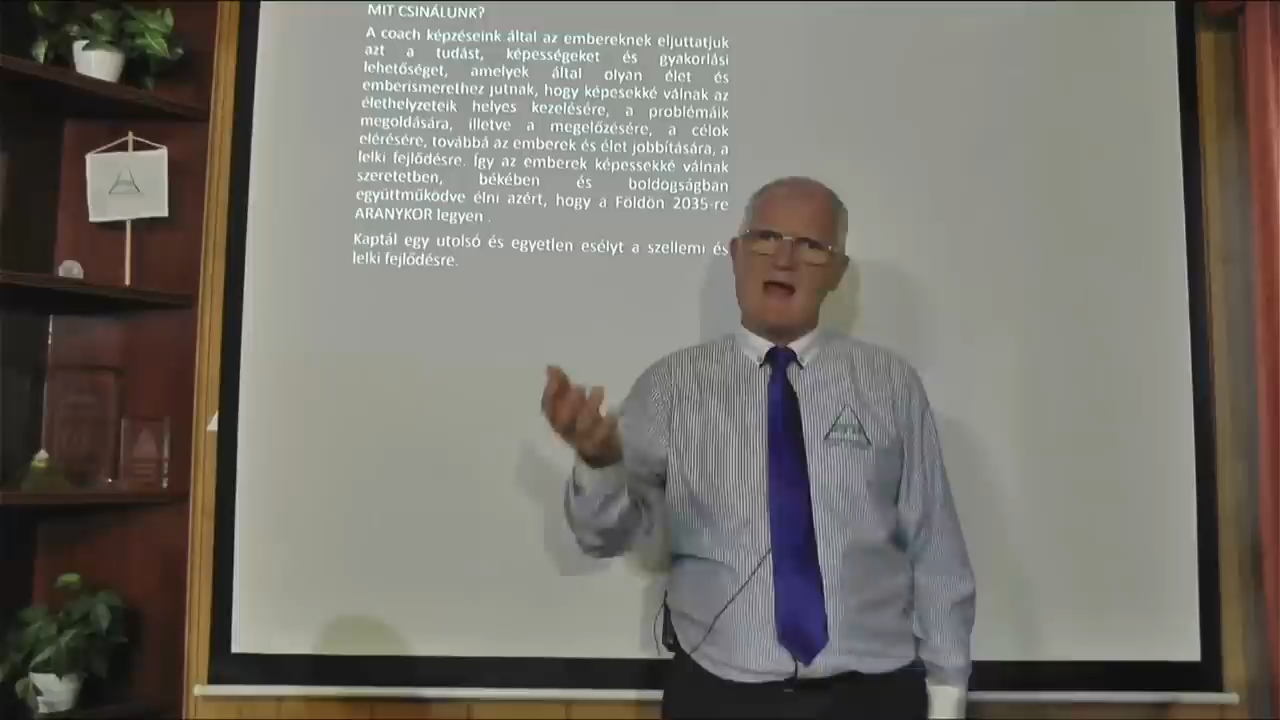 MIT CSINÁLUNK?
A coach képzéseink által az embereknek eljuttatjuk
azt a tudást, képességeket és gyakorlási
lehetőséget, amelyek által olyan élet és
emberismerethez jutnak, hogy képesekké válnak az
élethelyzeteik helyes kezelésére, a problémáik
megoldására, illetve a megelőzésére, a célok
elérésére, továbbá az emberek és élet jobbítására, a
lelki fejlődésre. Így az emberek képessekké válnak
szeretetben, békében és boldogságban
együttműködve élni azért, hogy a Földön 2035-re
ARANYKOR legyen .
Kaptál egy utolsó és egyetlen esélyt a szellemi és
lelki fejlődésre.